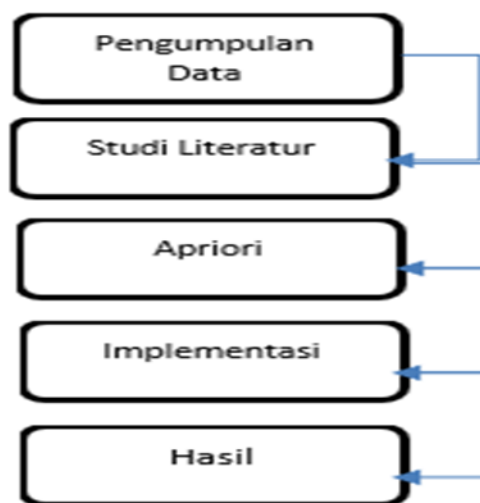 Pengumpulan
Data
Studi Literatur
Apriori
Implementasi
Hasil